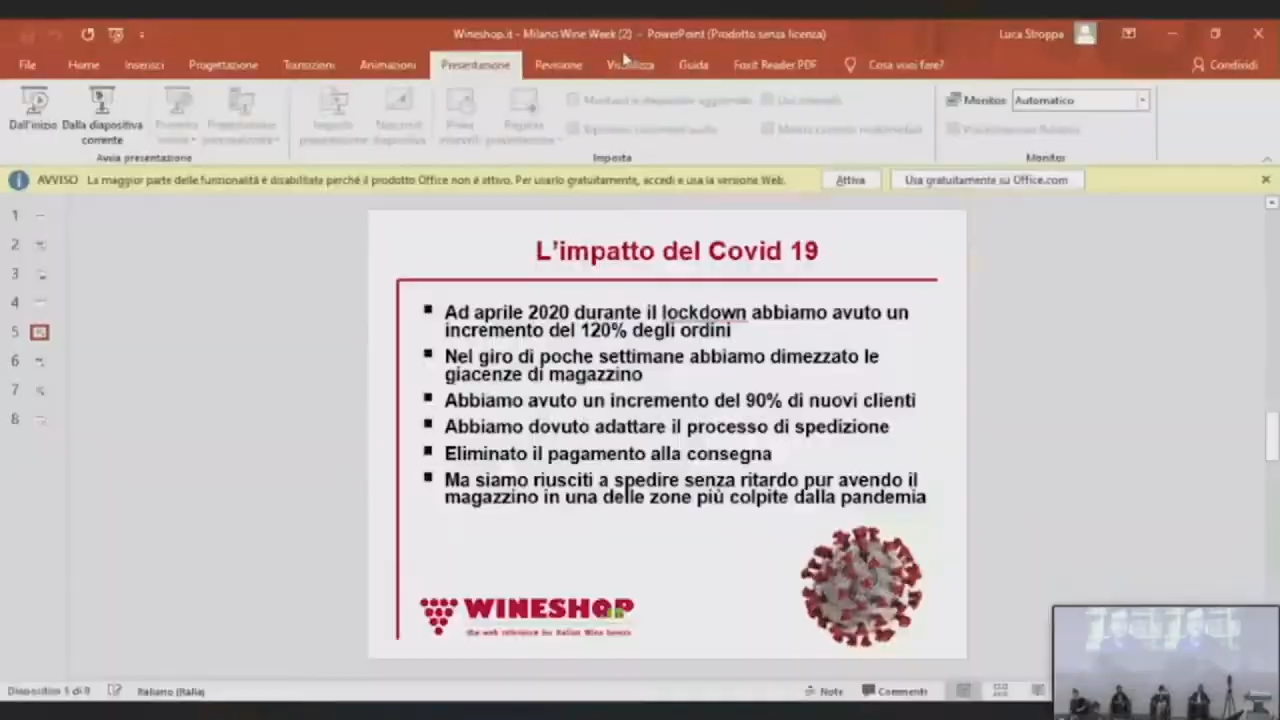 Wineshop.it - Milano Wine Week (2) - PowerPoint (Prodotto senza licenza)
Luca Stroppa
File Home Inserisci Progettazione Transizioni Animazioni Presentazione Revisione Visualizza Guida Foxit Reader PDF Cosa vuoi fare? Condividi
Dall'inizio Dalla diapositiva
corrente
Monitor Automatico
Avvia presentazione
Imposta
Monitor
AVVISO La maggior parte delle funzionalità è disabilitata perché il prodotto Office non è attivo. Per usarlo gratuitamente, accedi e usa la versione Web.
Attiva
Usa gratuitamente su Office.com
1
2
3
4
5
6
7
8
L'impatto del Covid 19
Ad aprile 2020 durante il lockdown abbiamo avuto un
incremento del 120% degli ordini
Nel giro di poche settimane abbiamo dimezzato le
giacenze di magazzino
Abbiamo avuto un incremento del 90% di nuovi clienti
Abbiamo dovuto adattare il processo di spedizione
Eliminato il pagamento alla consegna
Ma siamo riusciti a spedire senza ritardo pur avendo il
magazzino in una delle zone più colpite dalla pandemia
WINESHOP
the web reference for Italian Wine lovers
Italiano (Italia)
Note
Commenti